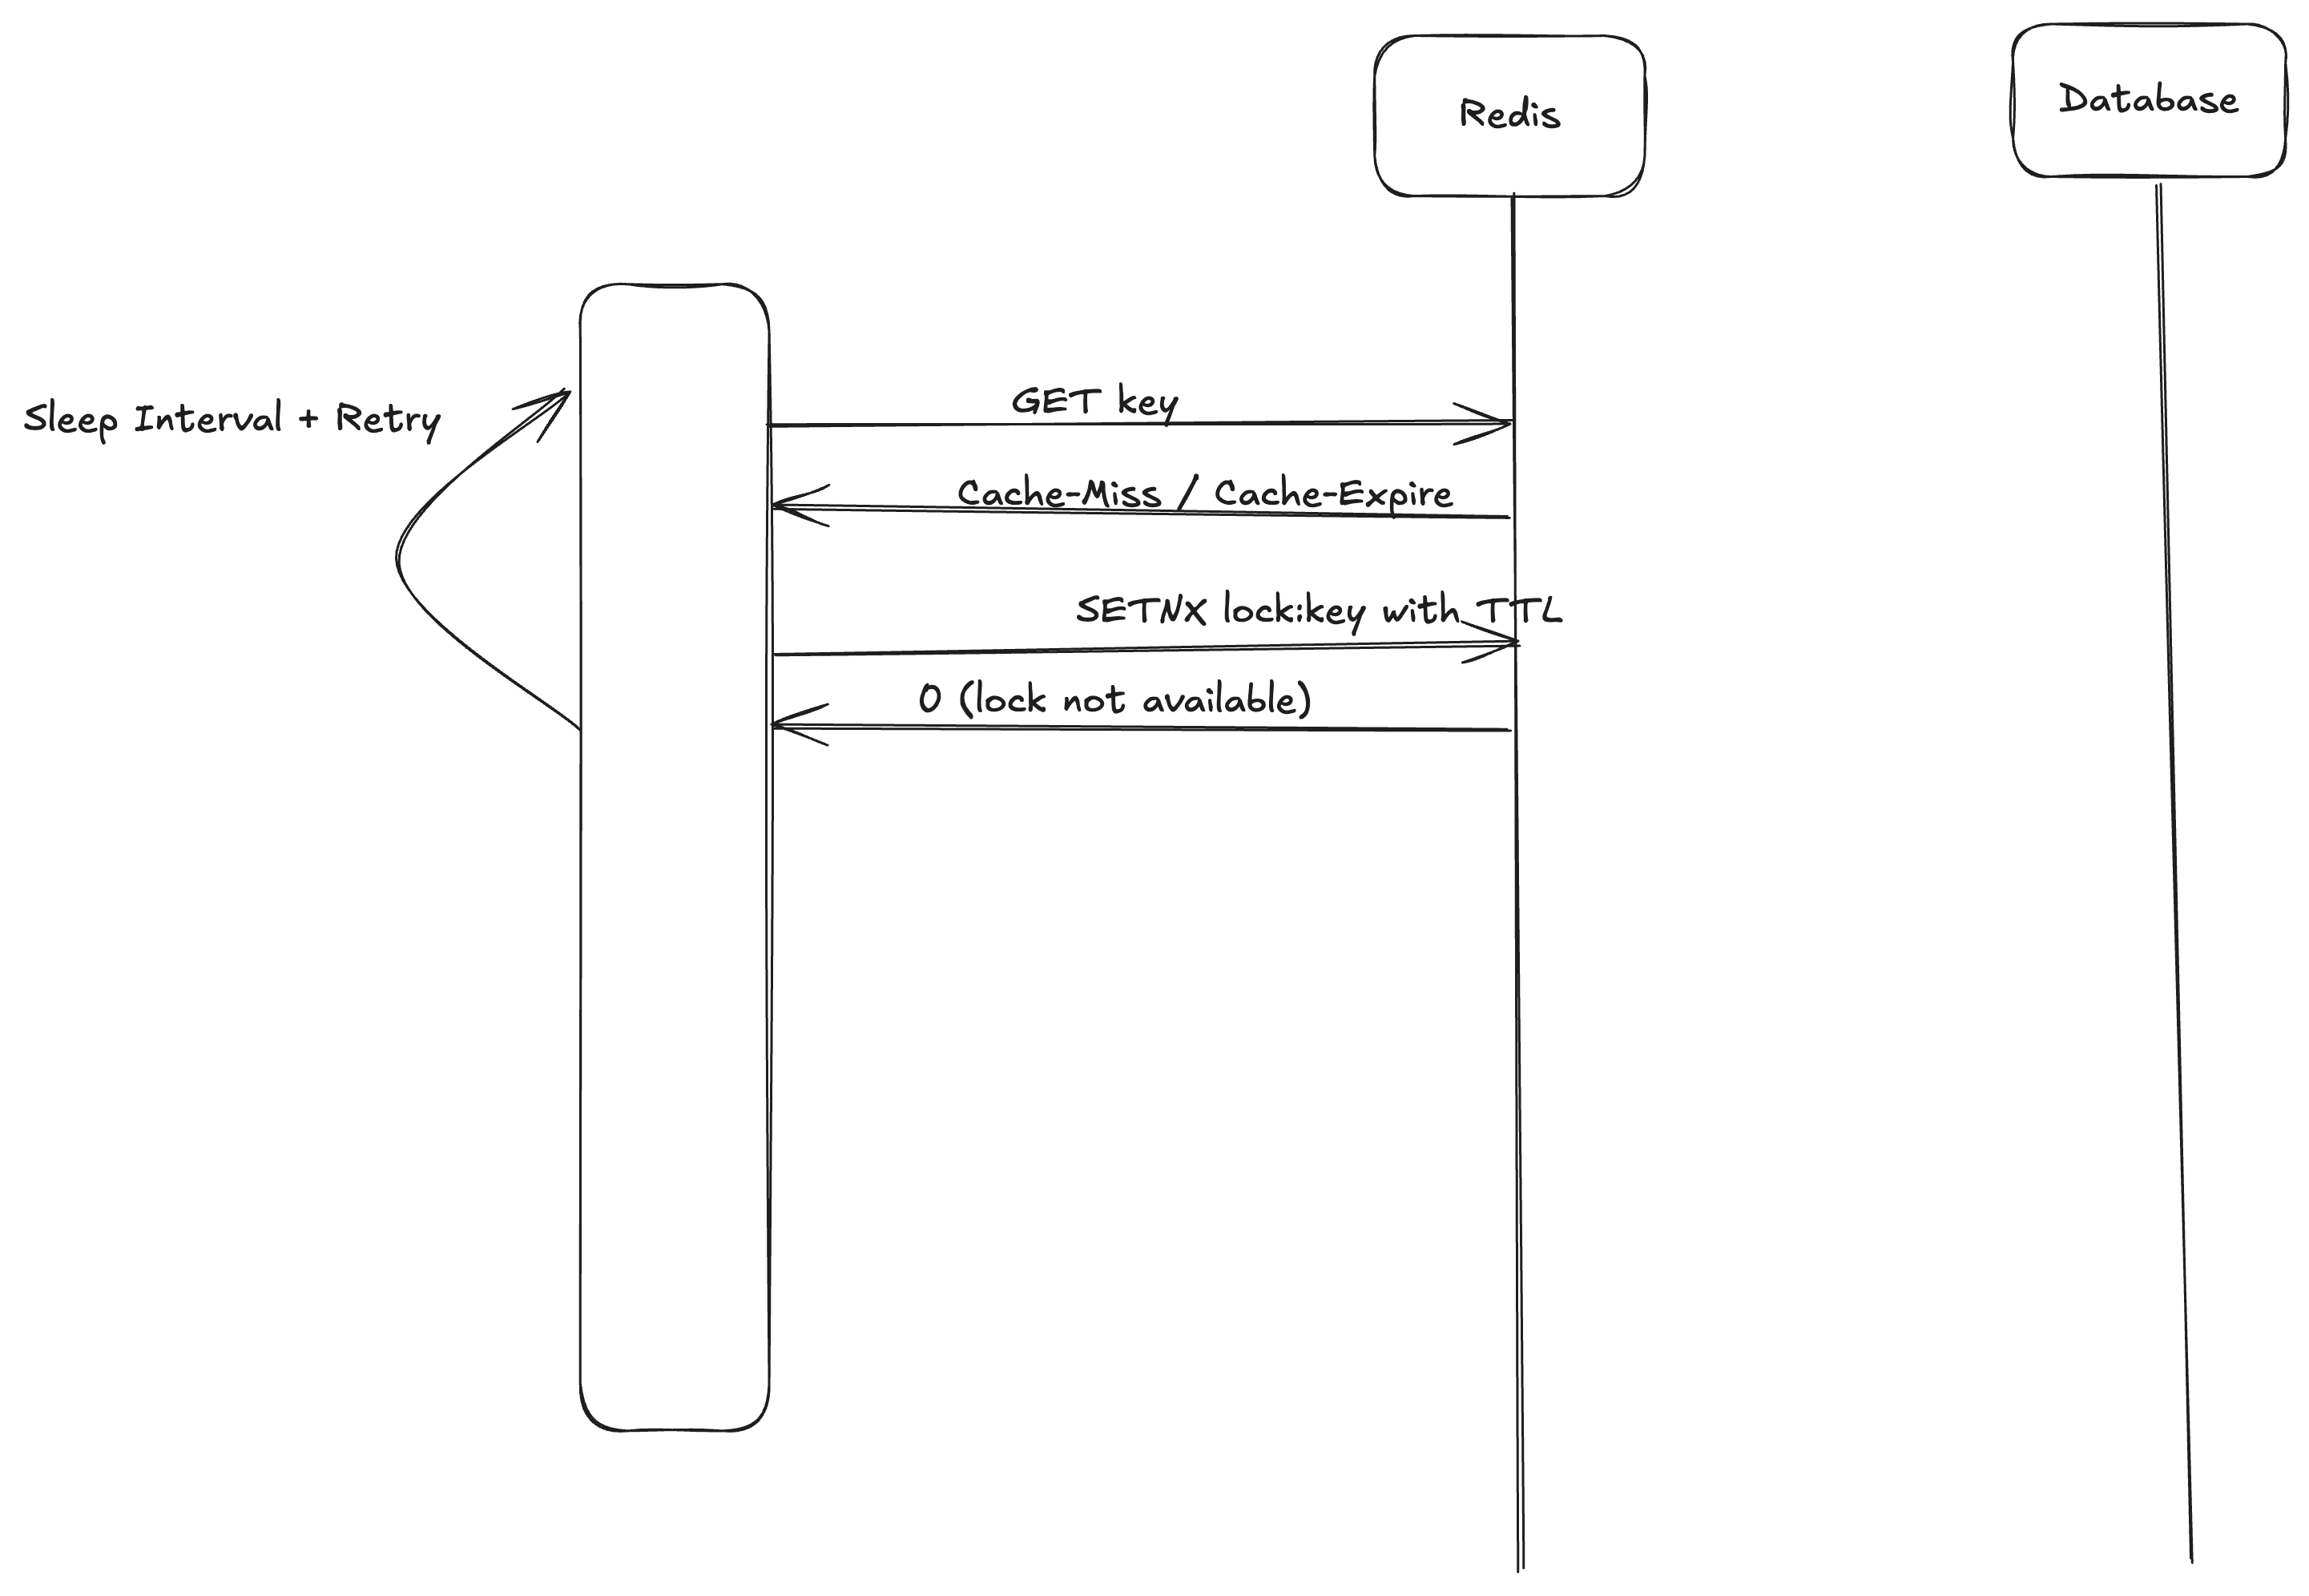 Redis
Database
Sleep Interval + Retry
GET key
Cache-Miss / Cache-Expire
SETNX lock:key with TTL
0 (lock not available)